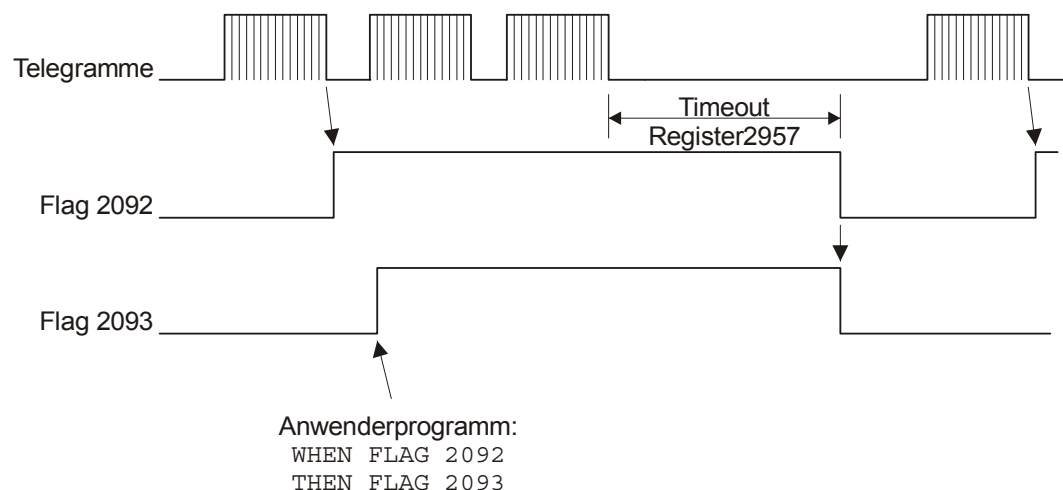 Telegramme
Timeout
Register2957
Flag 2092
Flag 2093
Anwenderprogramm:
WHEN FLAG 2092
THEN FLAG 2093